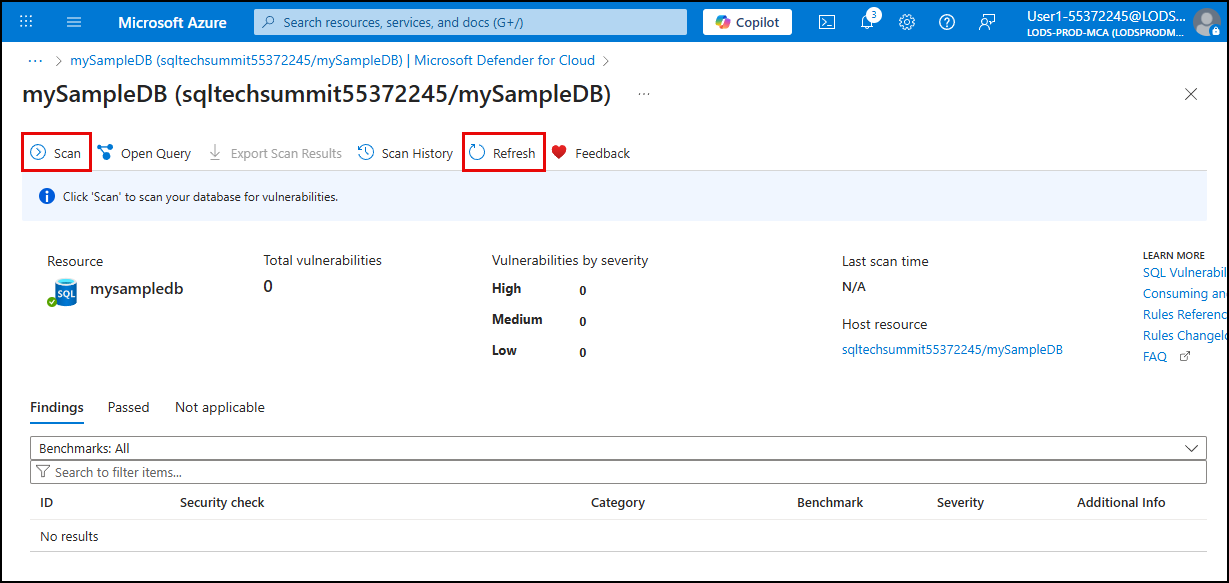 Microsoft Azure
Search resources, services, and docs (G+/)
Copilot
3
User1-55372245@LODS...
LODS-PROD-MCA (LODSPRODM...
... > mySampleDB (sqltechsummit55372245/mySampleDB) | Microsoft Defender for Cloud >
mySampleDB (sqltechsummit55372245/mySampleDB) ...
Scan Open Query Export Scan Results Scan History Refresh Feedback
Click 'Scan' to scan your database for vulnerabilities.
Resource
SQL
mysampledb
Total vulnerabilities
0
Vulnerabilities by severity
High 0
Medium 0
Low 0
Last scan time
N/A
Host resource
sqltechsummit55372245/mySampleDB
LEARN MORE
SQL Vulnerabil
Consuming an
Rules Referenc
Rules Changel
FAQ
Findings Passed Not applicable
Benchmarks: All
Search to filter items...
ID Security check Category Benchmark Severity Additional Info
No results